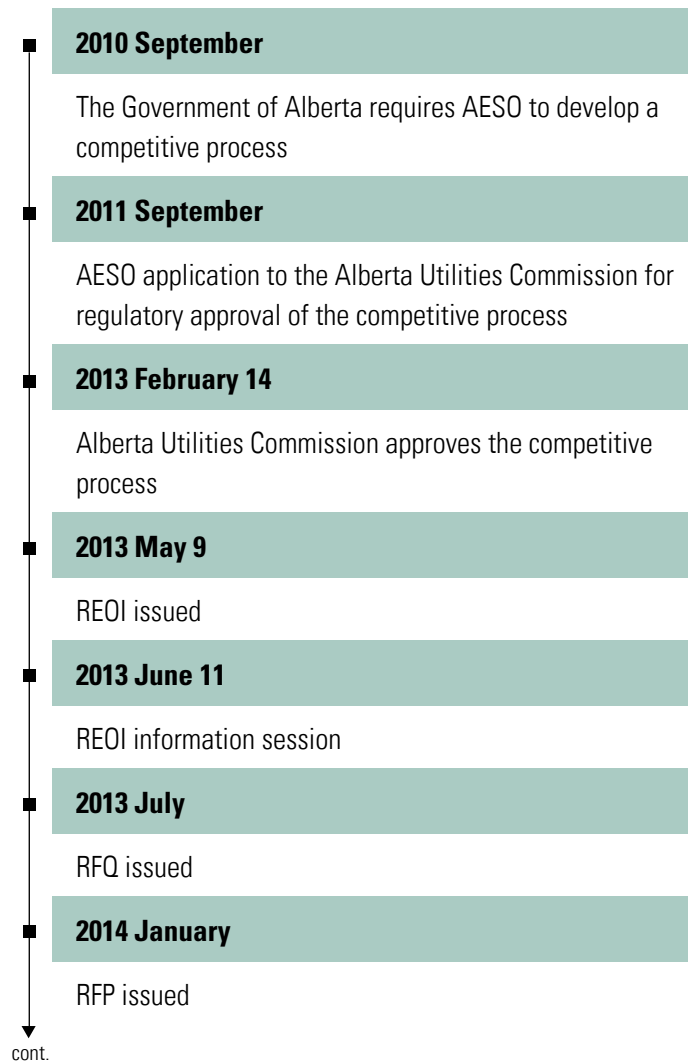 2010 September
The Government of Alberta requires AESO to develop a
competitive process
2011 September
AESO application to the Alberta Utilities Commission for
regulatory approval of the competitive process
2013 February 14
Alberta Utilities Commission approves the competitive
process
2013 May 9
REOI issued
2013 June 11
REOI information session
2013 July
RFQ issued
2014 January
RFP issued
cont.